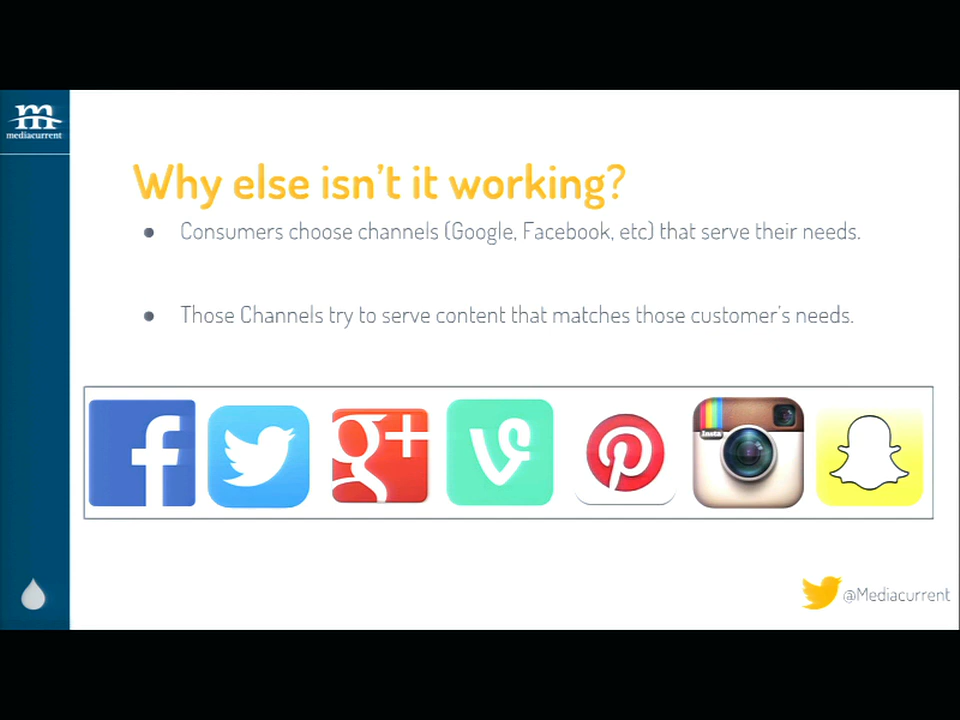 mediacurrent
Why else isn't it working?
● Consumers choose channels (Google, Facebook, etc) that serve their needs.
● Those Channels try to serve content that matches those customer's needs.
f
g+
Insta
@Mediacurrent